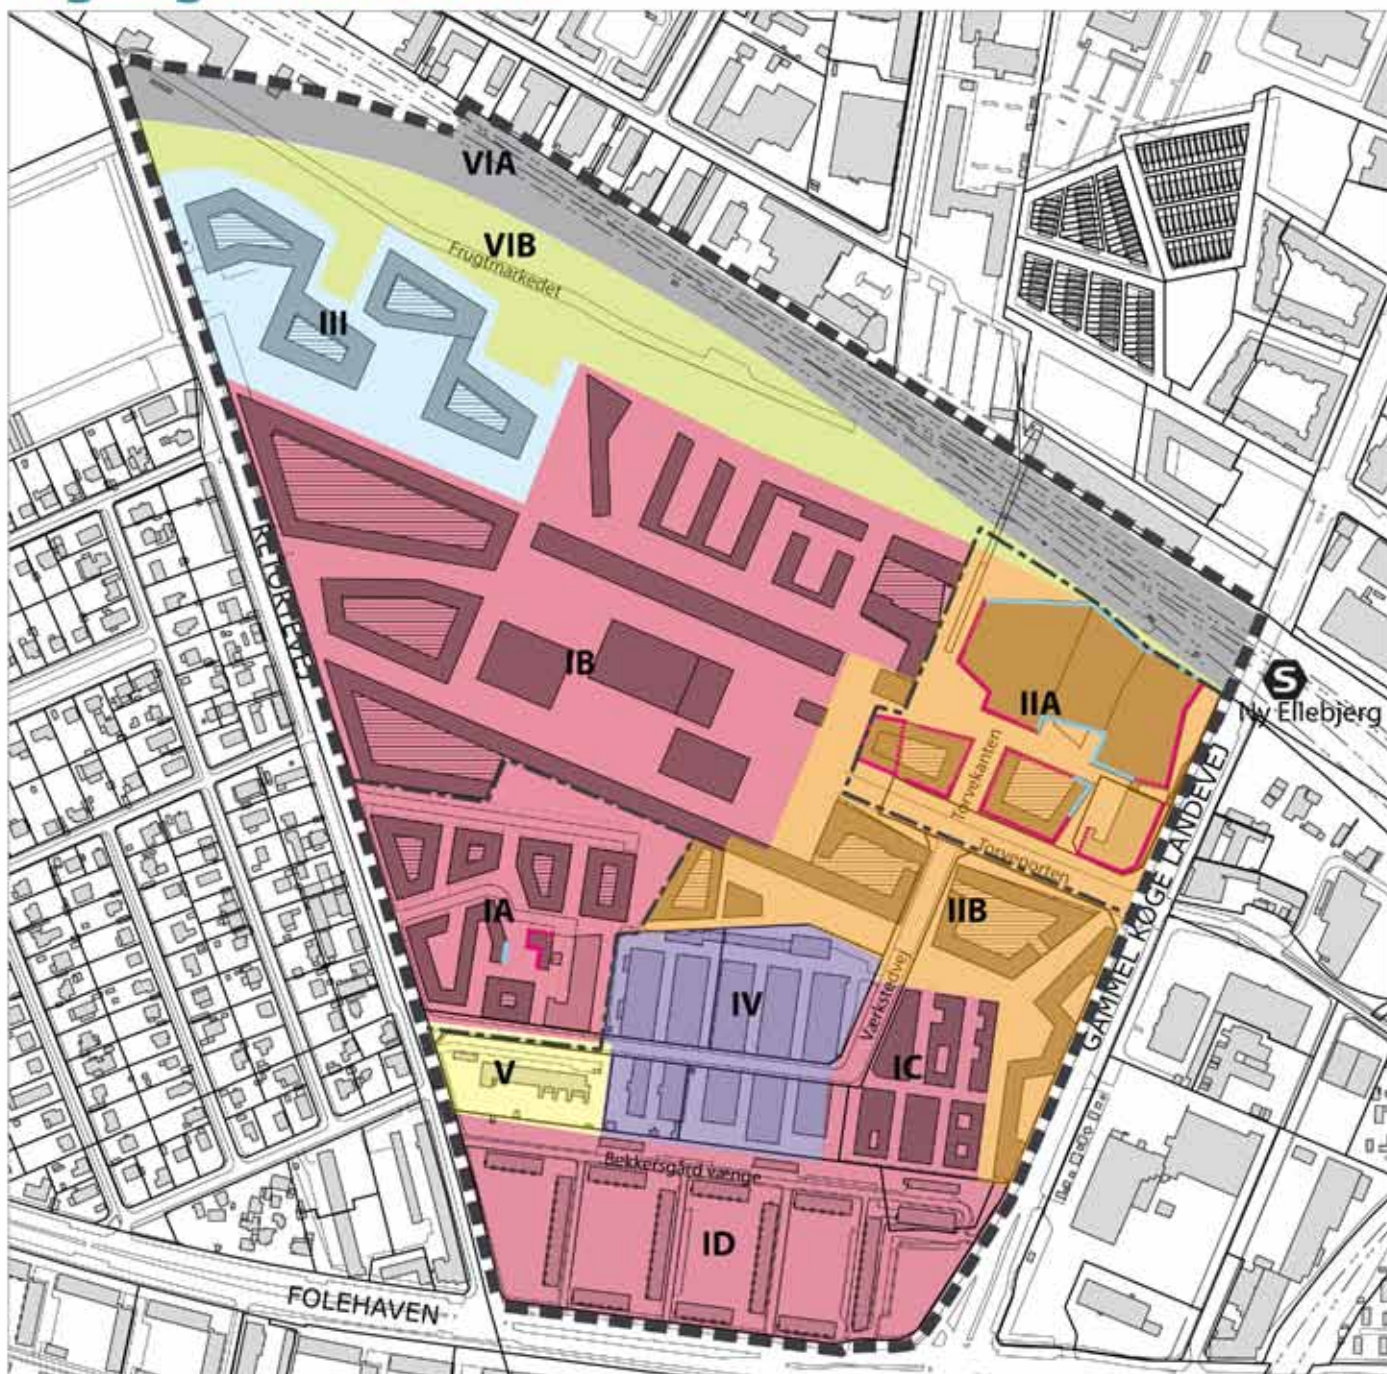 VIA
VIB
Frugtmarkedet
III
IB
IIA
S
Ny Ellebjerg
Torvekanten
Torveporten
IA
IIB
GAMMEL KØGE LANDEVEJ
IV
Værkstedvej
V
IC
Bekkersgård vænge
ID
FOLEHAVEN